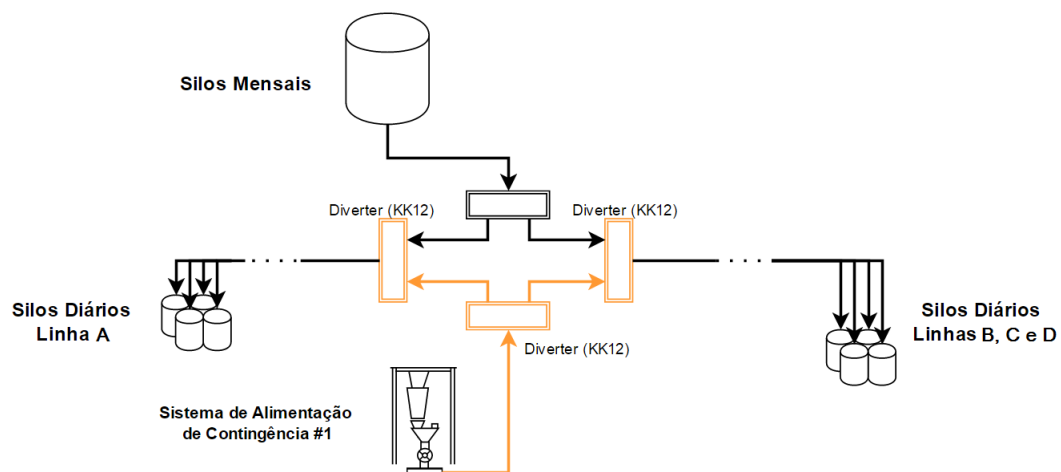 Silos Mensais
Diverter (KK12)
Diverter (KK12)
Silos Diários
Linha A
Silos Diários
Linhas B, C e D
Diverter (KK12)
Sistema de Alimentação
de Contingência #1